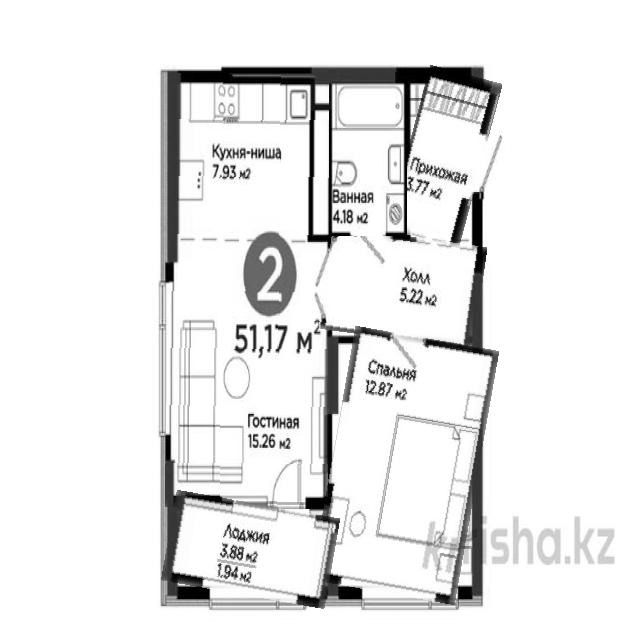 Кухня-ниша
7.93 м2
Ванная
4.18 м2
Прихожая
3.77 м2
2
51,17 м2
Холл
5.22 м2
Спальня
12.87 м2
Гостиная
15.26 м2
Лоджия
3.88 м2
1.94 м2
krisha.kz